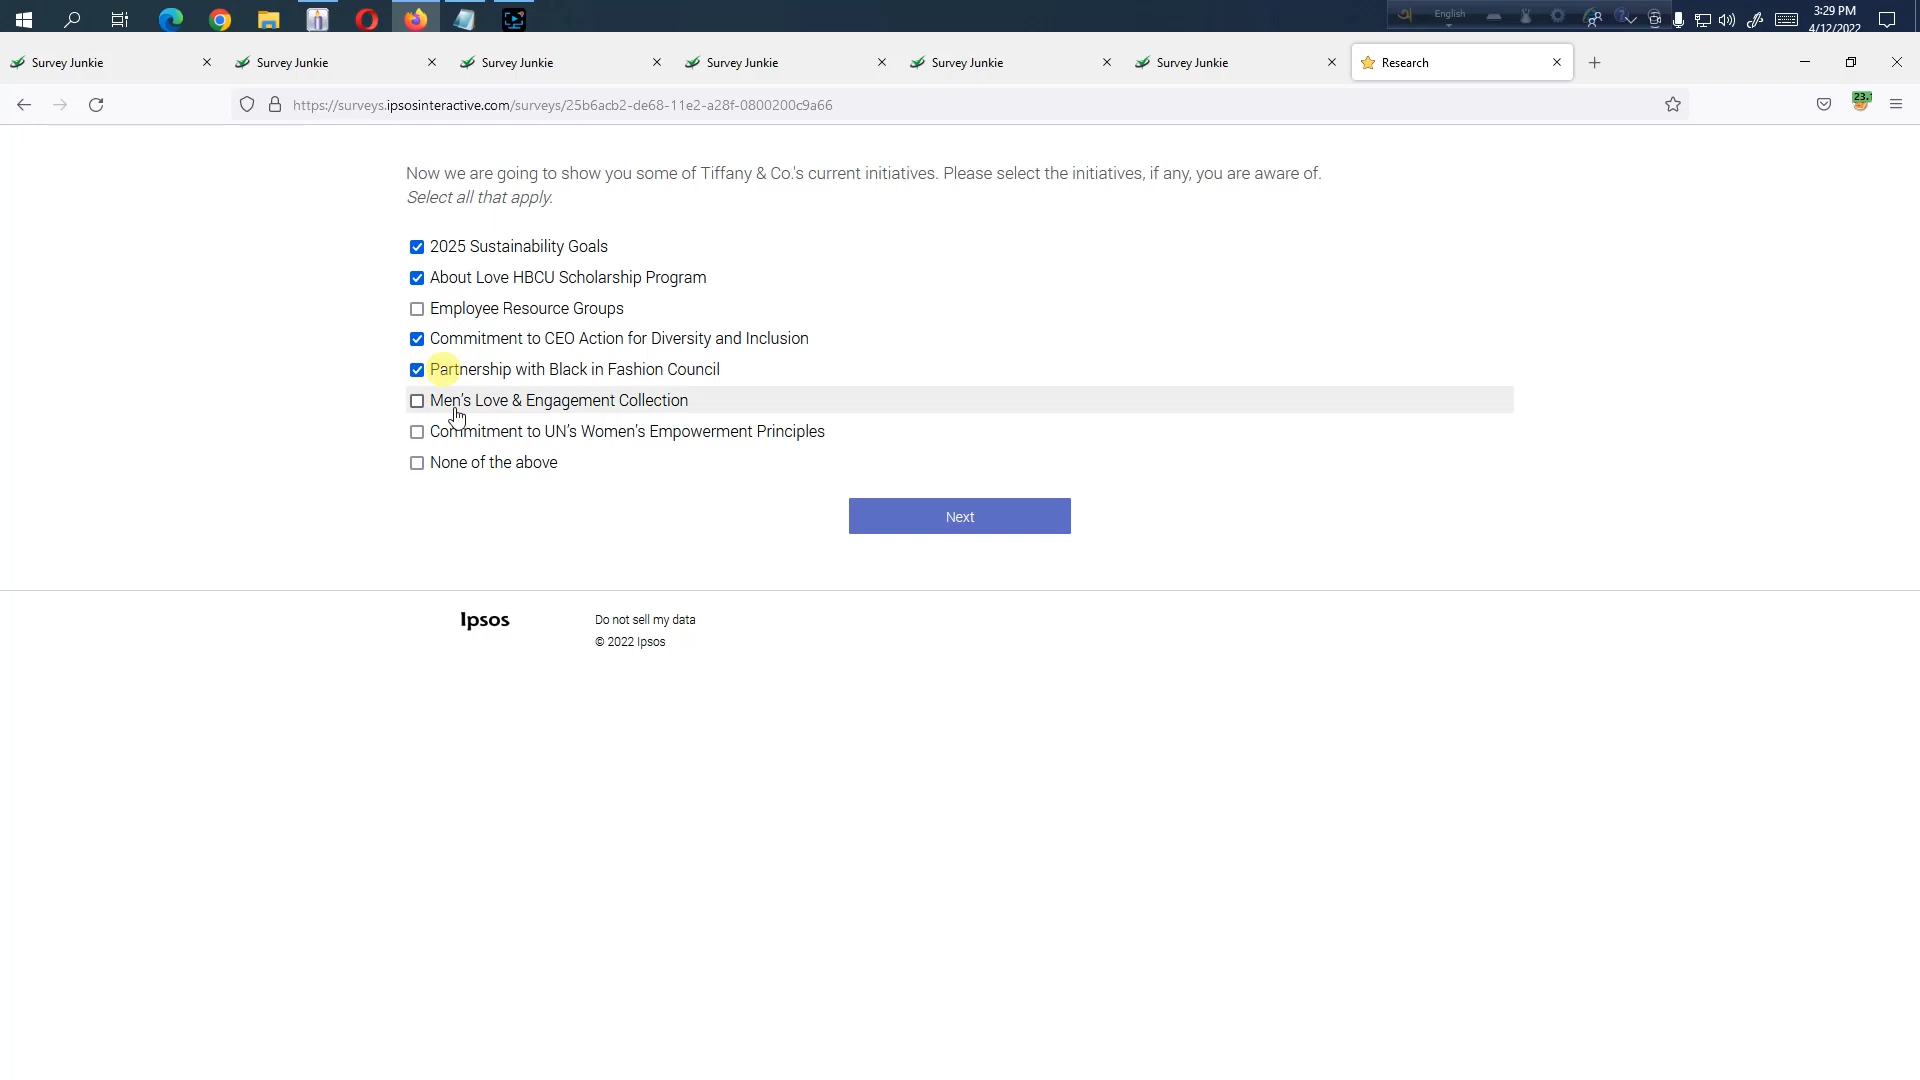 English
3:29 PM
4/12/2022
Survey Junkie
Survey Junkie
Survey Junkie
Survey Junkie
Survey Junkie
Survey Junkie
Research
https://surveys.ipsosinteractive.com/surveys/25b6acb2-de68-11e2-a28f-0800200c9a66
Now we are going to show you some of Tiffany & Co.'s current initiatives. Please select the initiatives, if any, you are aware of.
Select all that apply.
2025 Sustainability Goals
About Love HBCU Scholarship Program
Employee Resource Groups
Commitment to CEO Action for Diversity and Inclusion
Partnership with Black in Fashion Council
Men's Love & Engagement Collection
Commitment to UN's Women's Empowerment Principles
None of the above
Next
Ipsos
Do not sell my data
© 2022 Ipsos